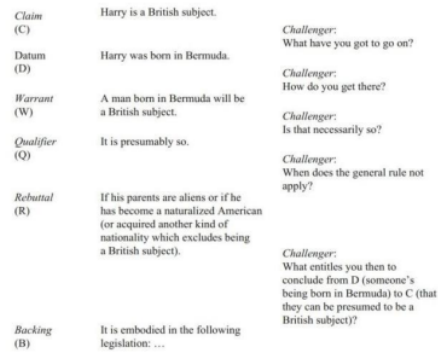 Claim Harry is a British subject.
(C)
Challenger:
What have you got to go on?
Datum Harry was born in Bermuda.
(D)
Challenger:
How do you get there?
Warrant A man born in Bermuda will be
(W) a British subject.
Challenger:
Is that necessarily so?
Qualifier It is presumably so.
(Q)
Challenger:
When does the general rule not
apply?
Rebuttal If his parents are aliens or if he
(R) has become a naturalized American
(or acquired another kind of
nationality which excludes being
a British subject).
Challenger:
What entitles you then to
conclude from D (someone's
being born in Bermuda) to C (that
they can be presumed to be a
British subject)?
Backing It is embodied in the following
(B) legislation: …